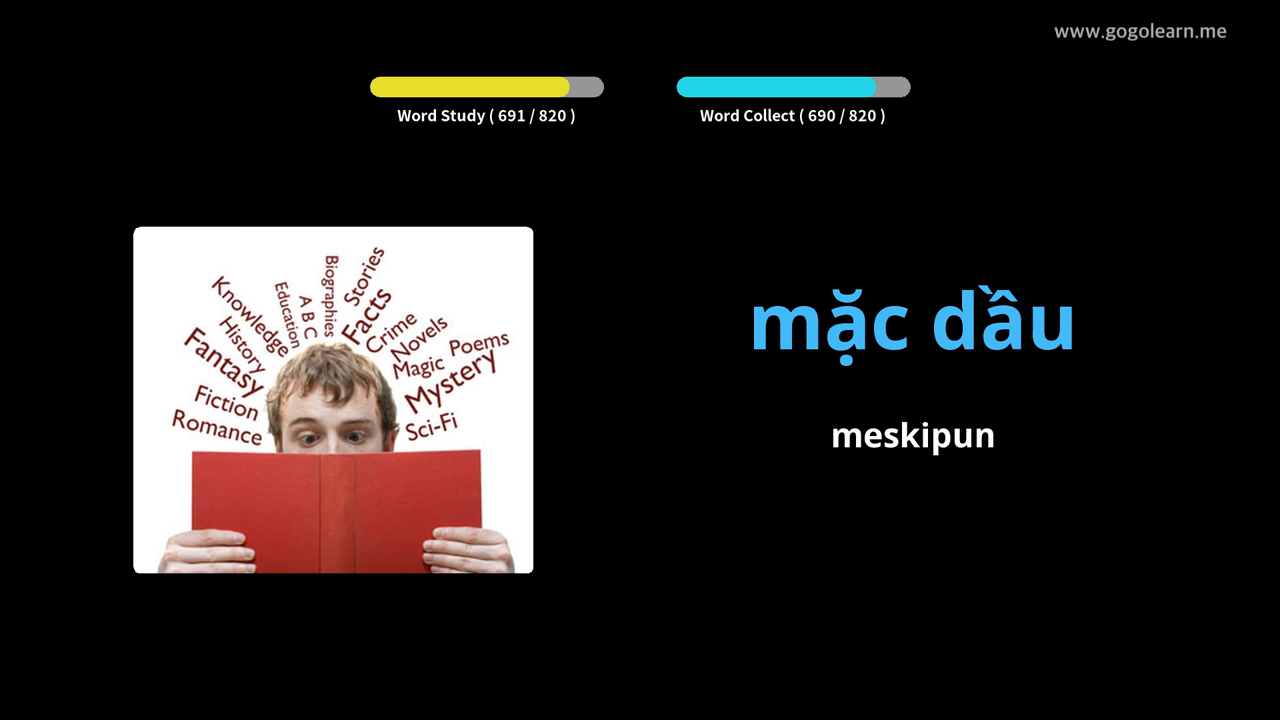 www.gogolearn.me
Word Study ( 691 / 820 )
Word Collect ( 690 / 820 )
Knowledge
Education
A B C
Biographies
Stories
Facts
History
Crime
Novels
Poems
Fantasy
Magic
Mystery
Fiction
Romance
Sci-Fi
mặc dầu
meskipun